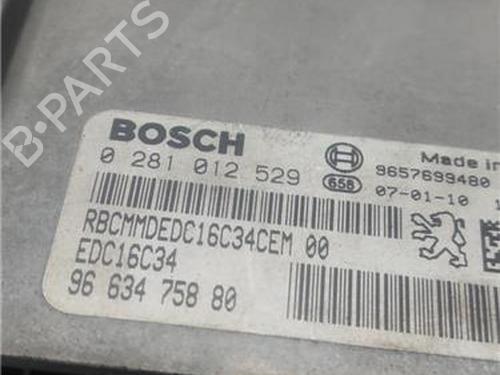 B-PARTS
BOSCH
0 281 012 529
658
Made in
9657699480
07-01-10
RBCMMDEDC16C34CEM 00
EDC16C34
96 634 758 80